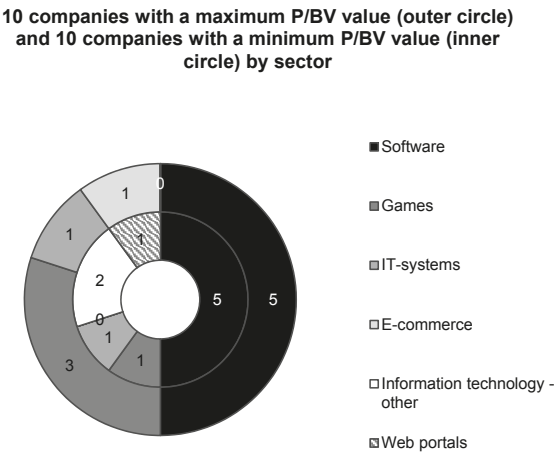 10 companies with a maximum P/BV value (outer circle)
and 10 companies with a minimum P/BV value (inner
circle) by sector
Software
Games
IT-systems
E-commerce
Information technology -
other
Web portals
1
0
1
1
2
5
5
0
1
1
3